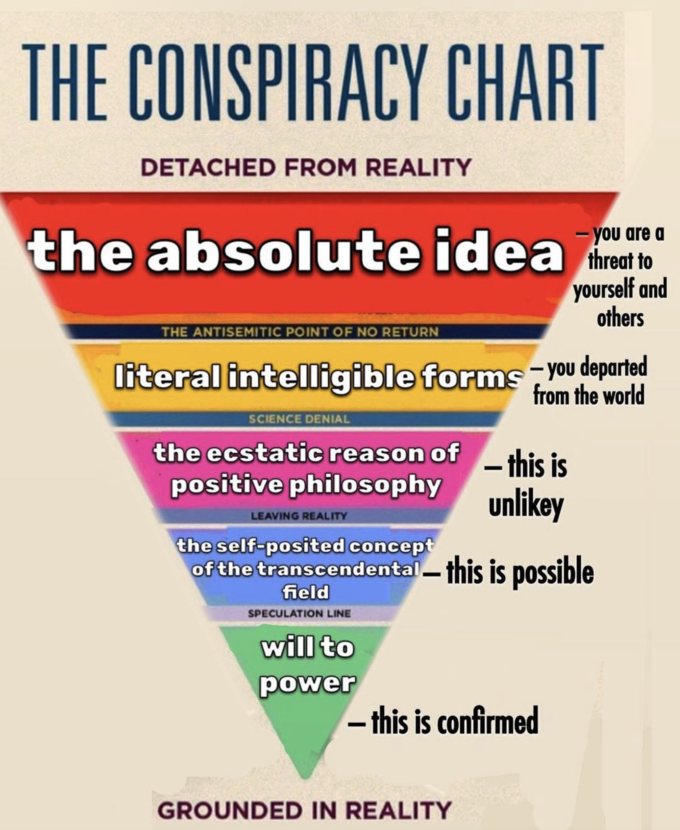 THE CONSPIRACY CHART
DETACHED FROM REALITY
the absolute idea
– you are a
threat to
yourself and
others
THE ANTISEMITIC POINT OF NO RETURN
literal intelligible forms
– you departed
from the world
SCIENCE DENIAL
the ecstatic reason of
positive philosophy
– this is
unlikey
LEAVING REALITY
the self-posited concept
of the transcendental
field
– this is possible
SPECULATION LINE
will to
power
– this is confirmed
GROUNDED IN REALITY